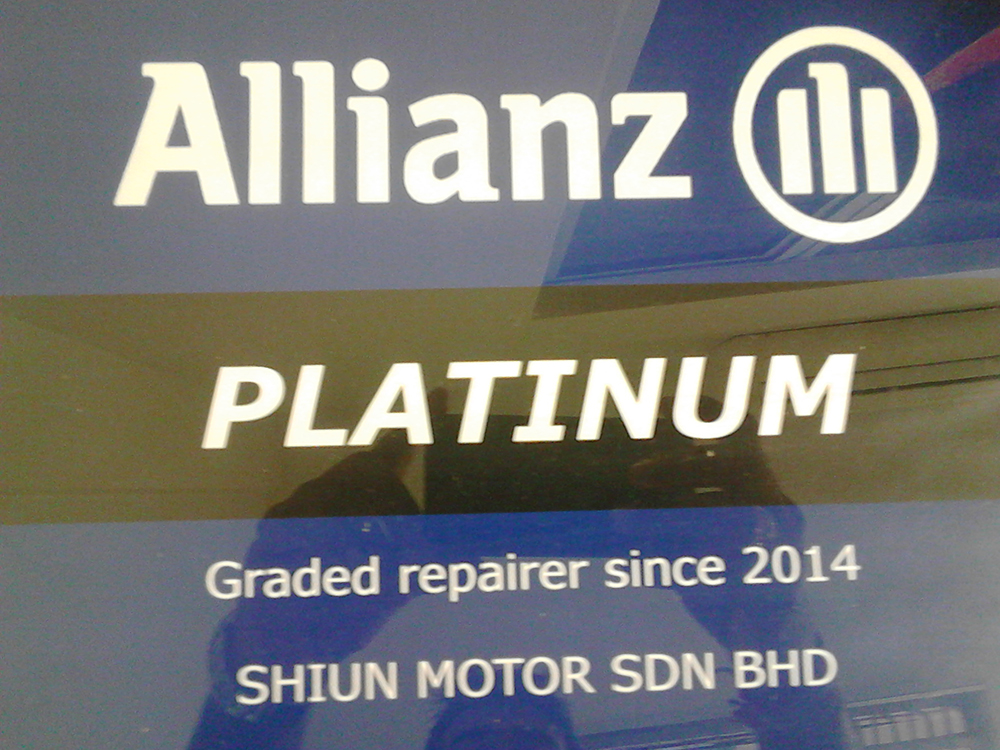 Allianz
PLATINUM
Graded repairer since 2014
SHIUN MOTOR SDN BHD